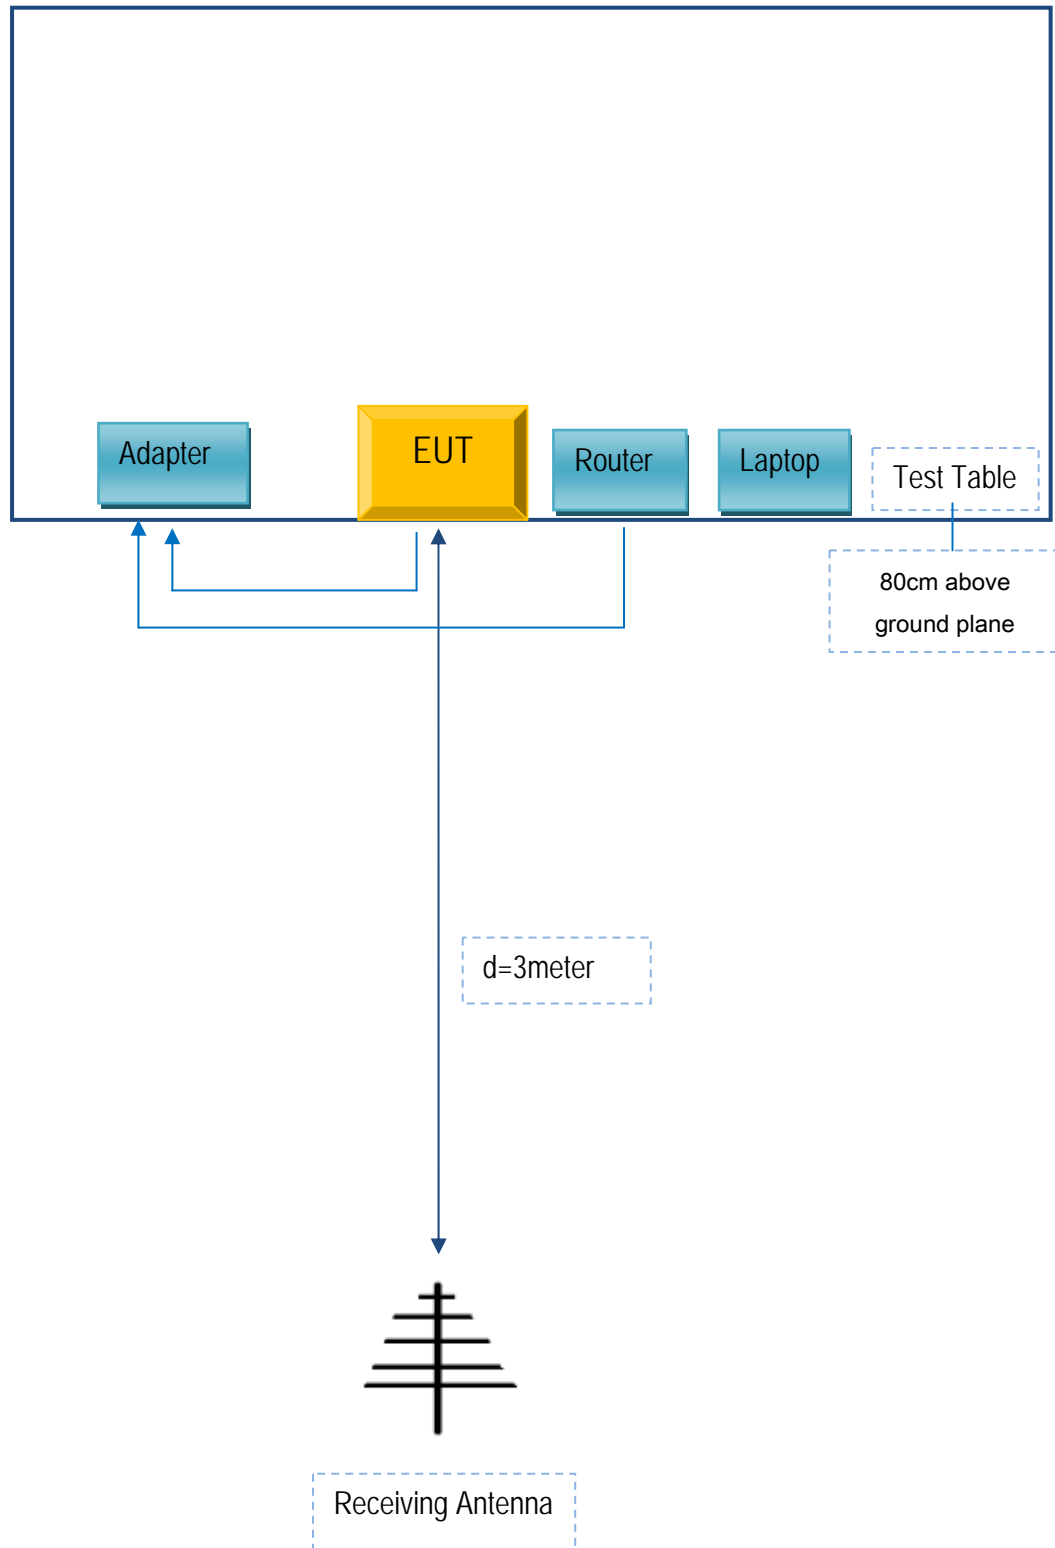 Adapter
EUT
Router
Laptop
Test Table
80cm above
ground plane
d=3meter
Receiving Antenna